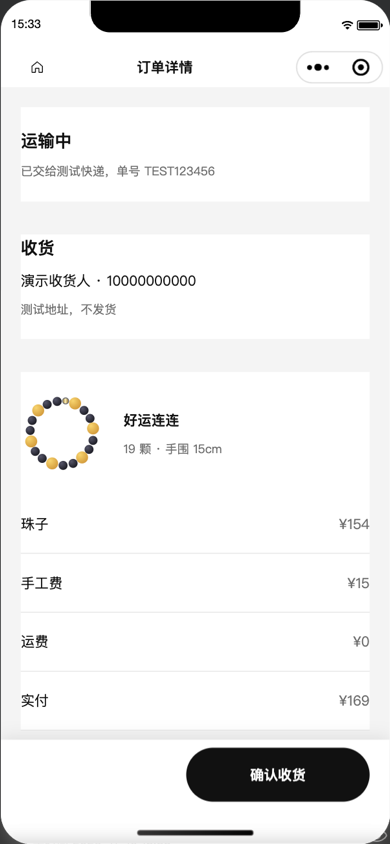 15:33
订单详情
运输中
已交给测试快递，单号 TEST123456
收货
演示收货人 · 10000000000
测试地址，不发货
好运连连
19 颗 · 手围 15cm
珠子 ¥154
手工费 ¥15
运费 ¥0
实付 ¥169
确认收货